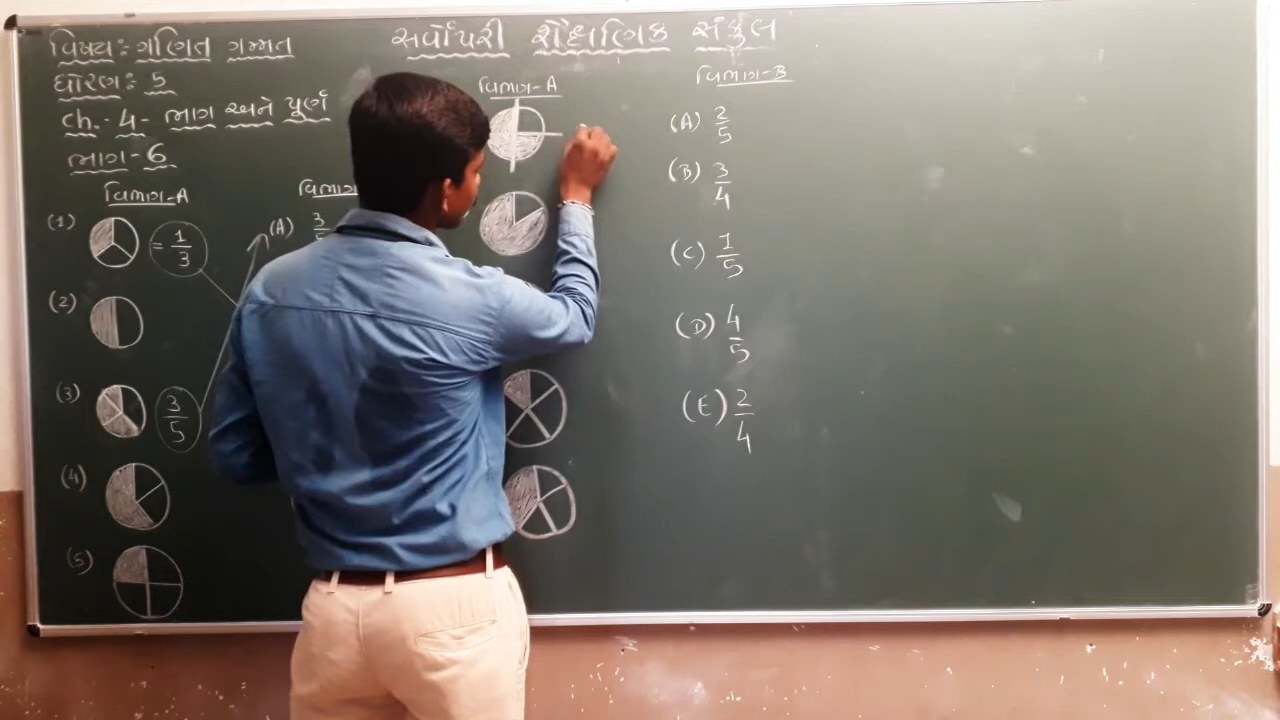 વિષય:- ગણિત ગમ્મત
સર્વોપરી શૈક્ષણિક સંકુલ
ધોરણ:- 5
ch.- 4- ભાગ અને પૂર્ણ
ભાગ-6
વિભાગ-A
(1) = 1/3
(2)
(3) 3/5
(4)
(5)
વિભાગ
(A) 3
વિભાગ-A
વિભાગ-B
(A) 2/5
(B) 3/4
(C) 1/5
(D) 4/5
(E) 2/4